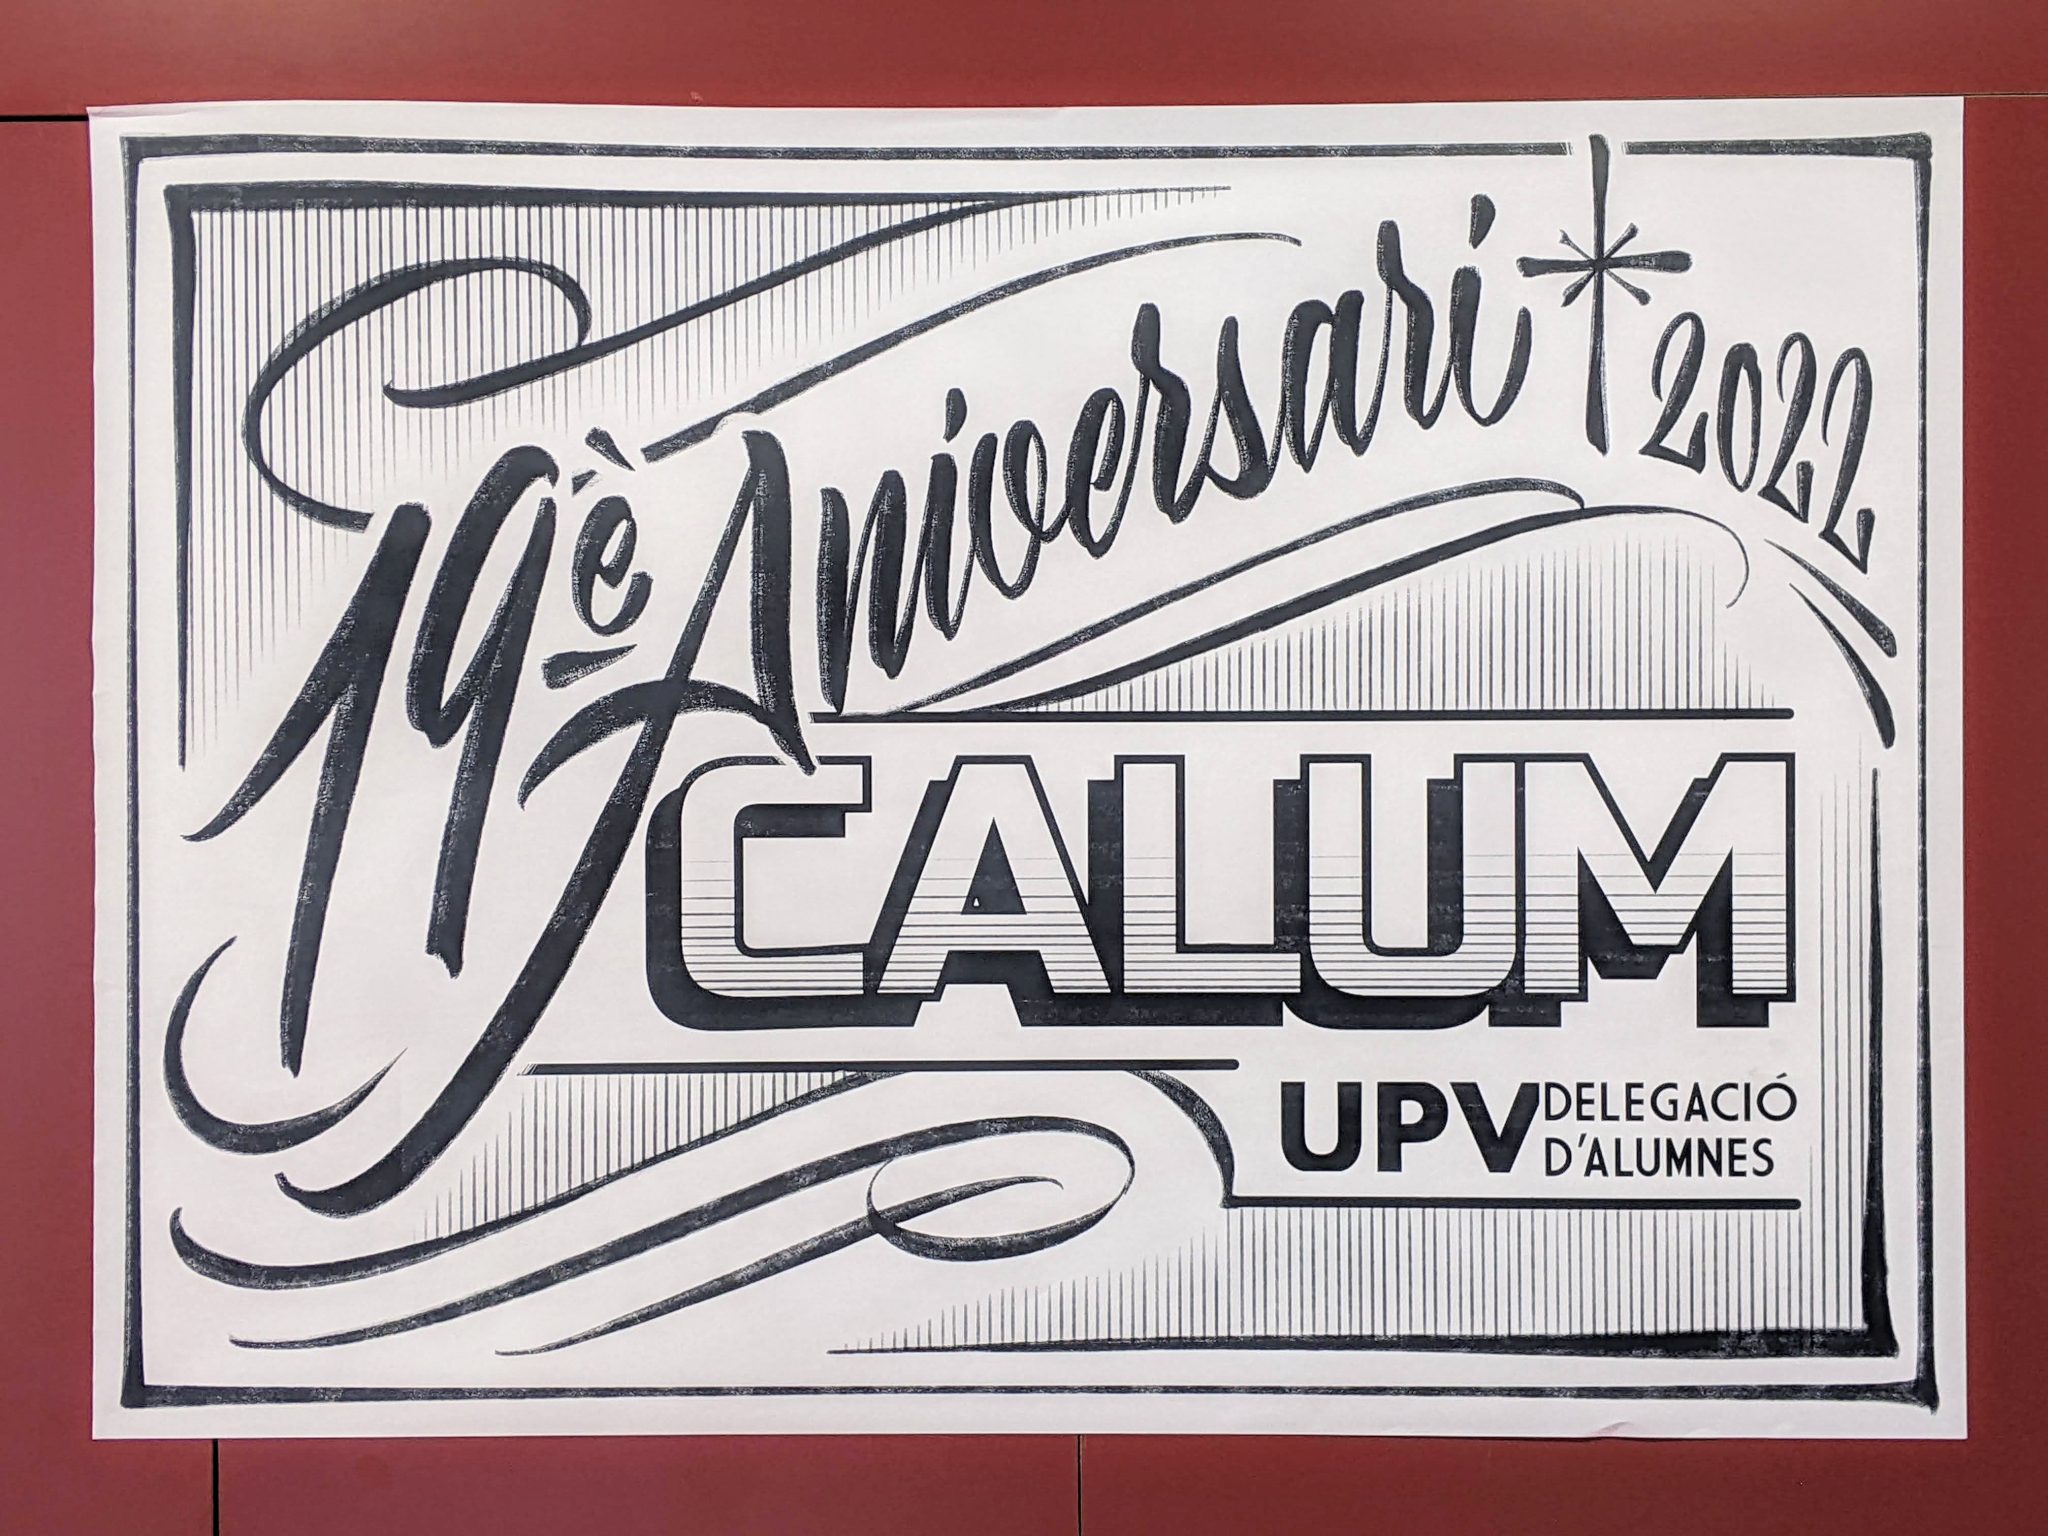 19è Aniversari 2022
CALUM
UPV DELEGACIÓ
D'ALUMNES